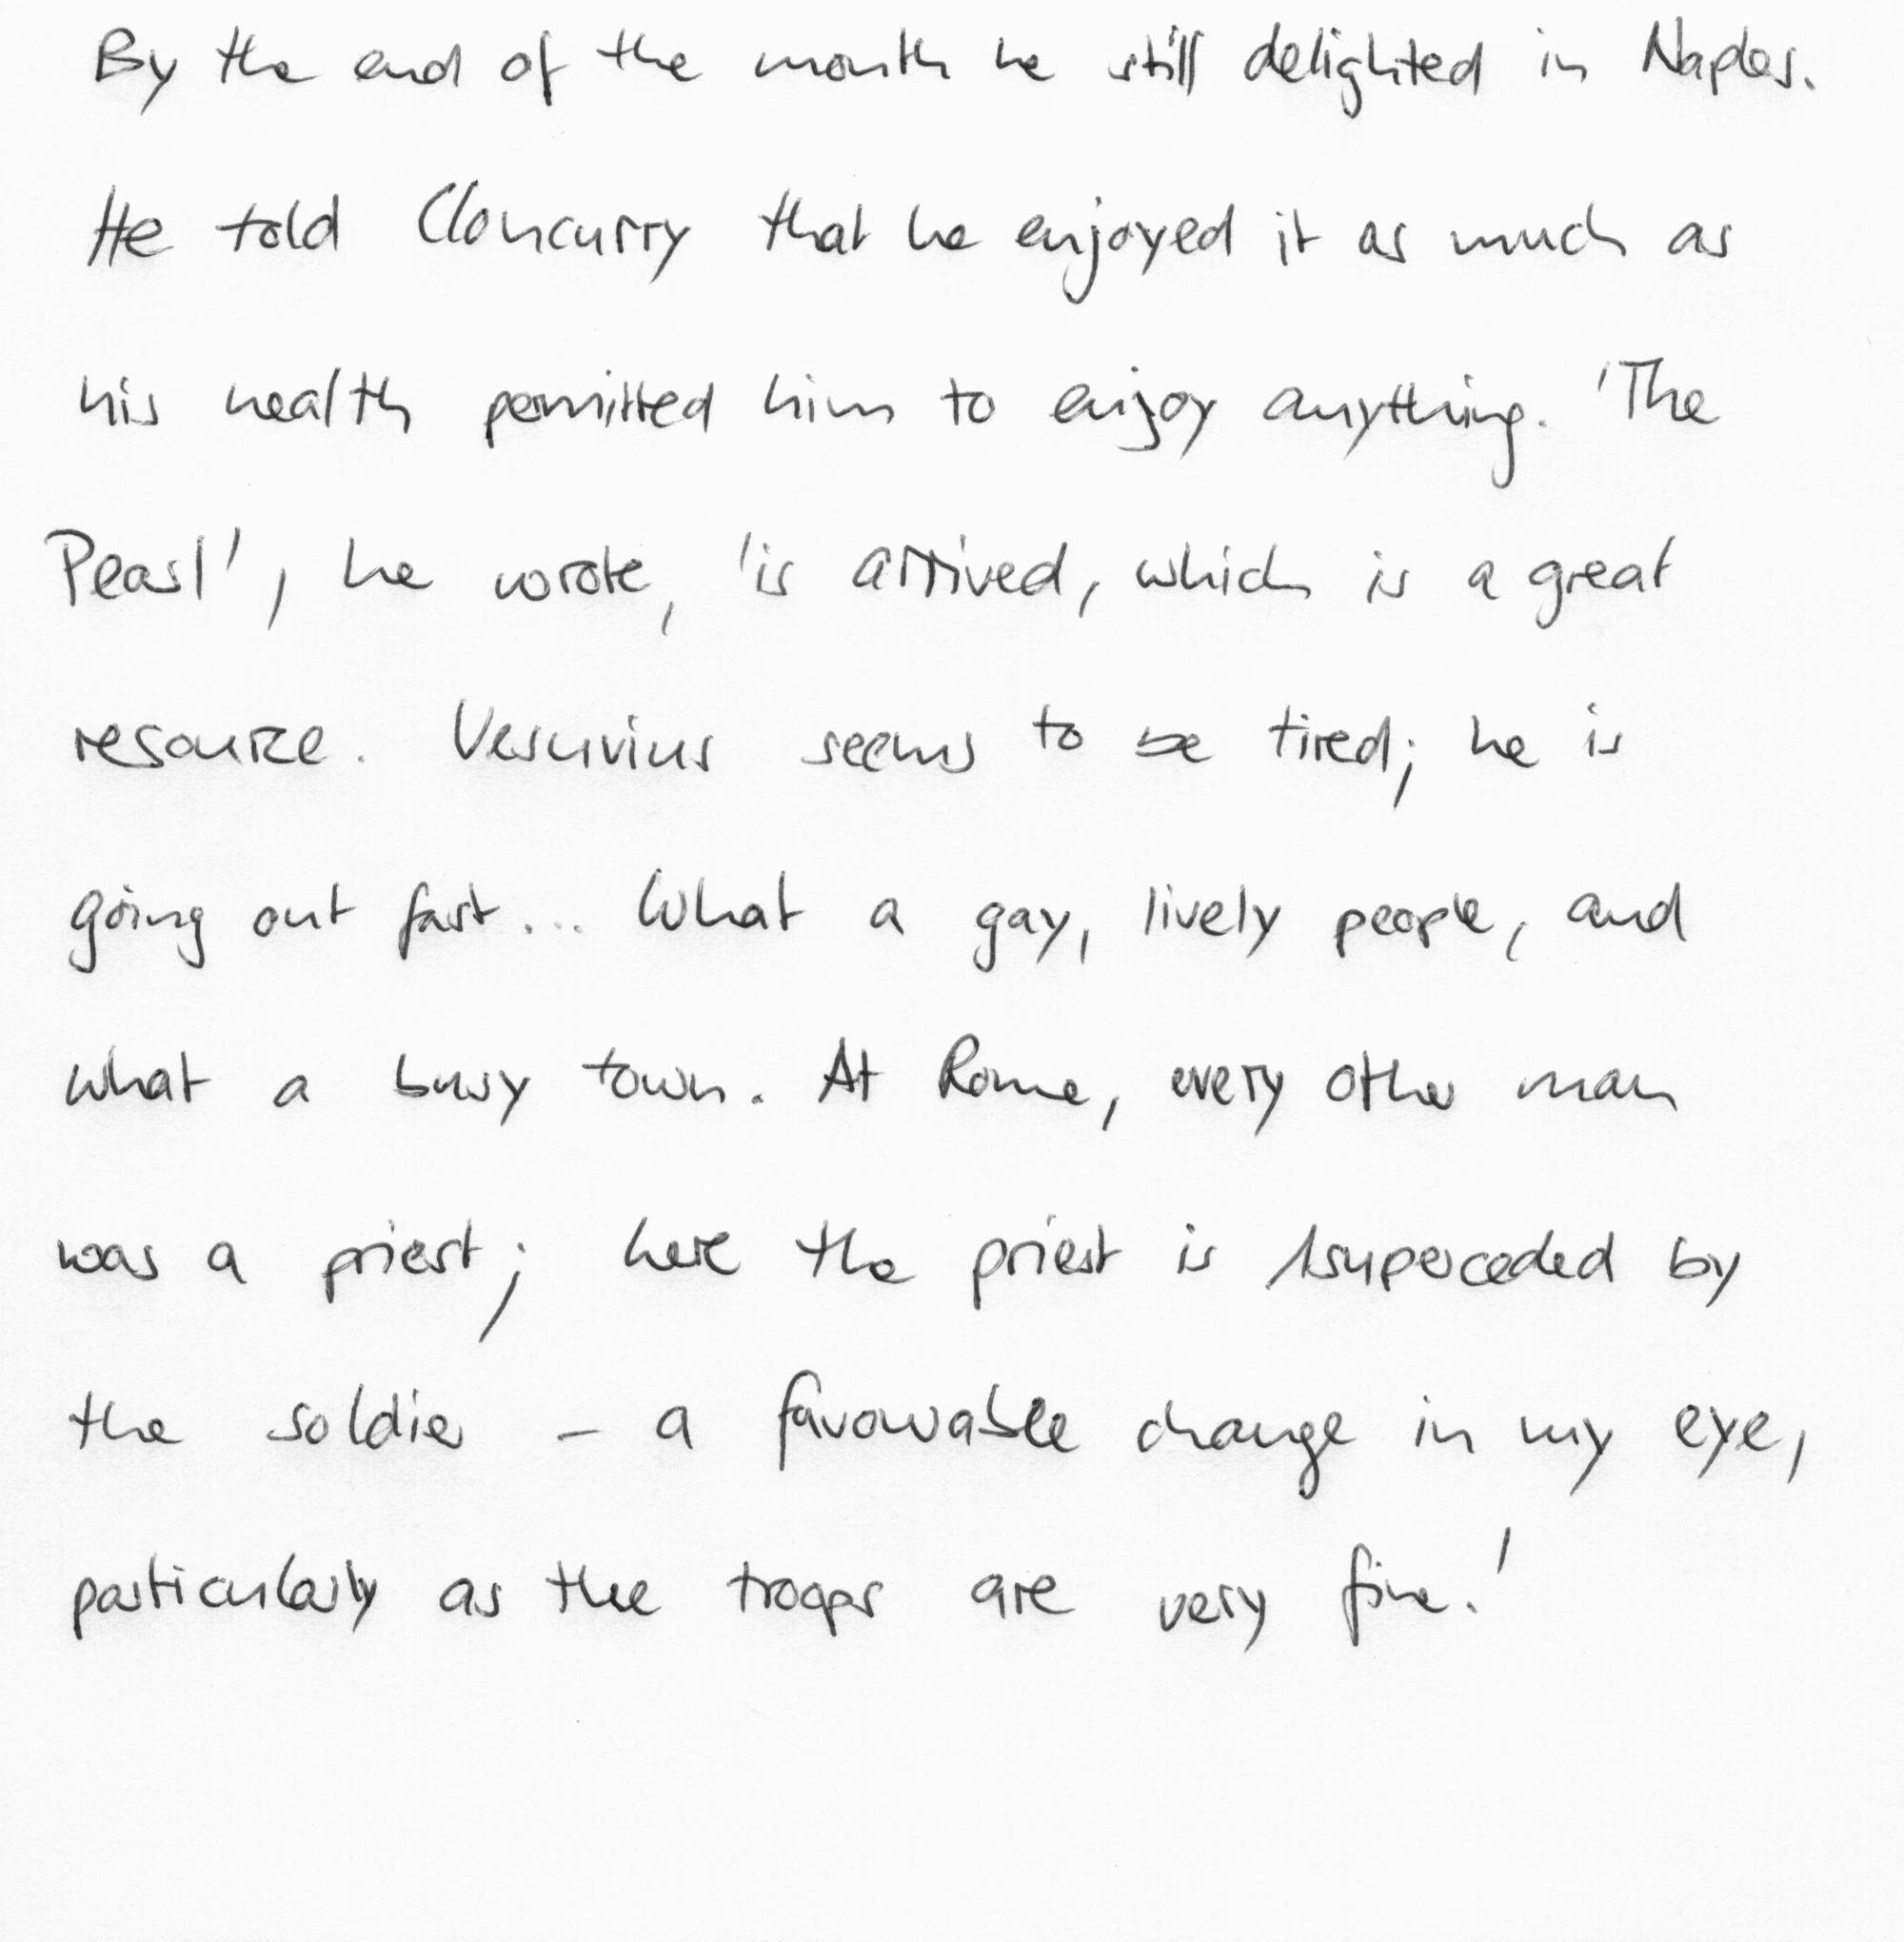 By the end of the month he still delighted in Naples.
He told Cloncurry that he enjoyed it as much as
his health permitted him to enjoy anything. 'The
Pearl', he wrote, 'is arrived, which is a great
resource. Vesuvius seems to be tired; he is
going out fast... What a gay, lively people, and
what a busy town. At Rome, every other man
was a priest; here the priest is superceded by
the soldier - a favourable change in my eye,
particularly as the troops are very fine.'